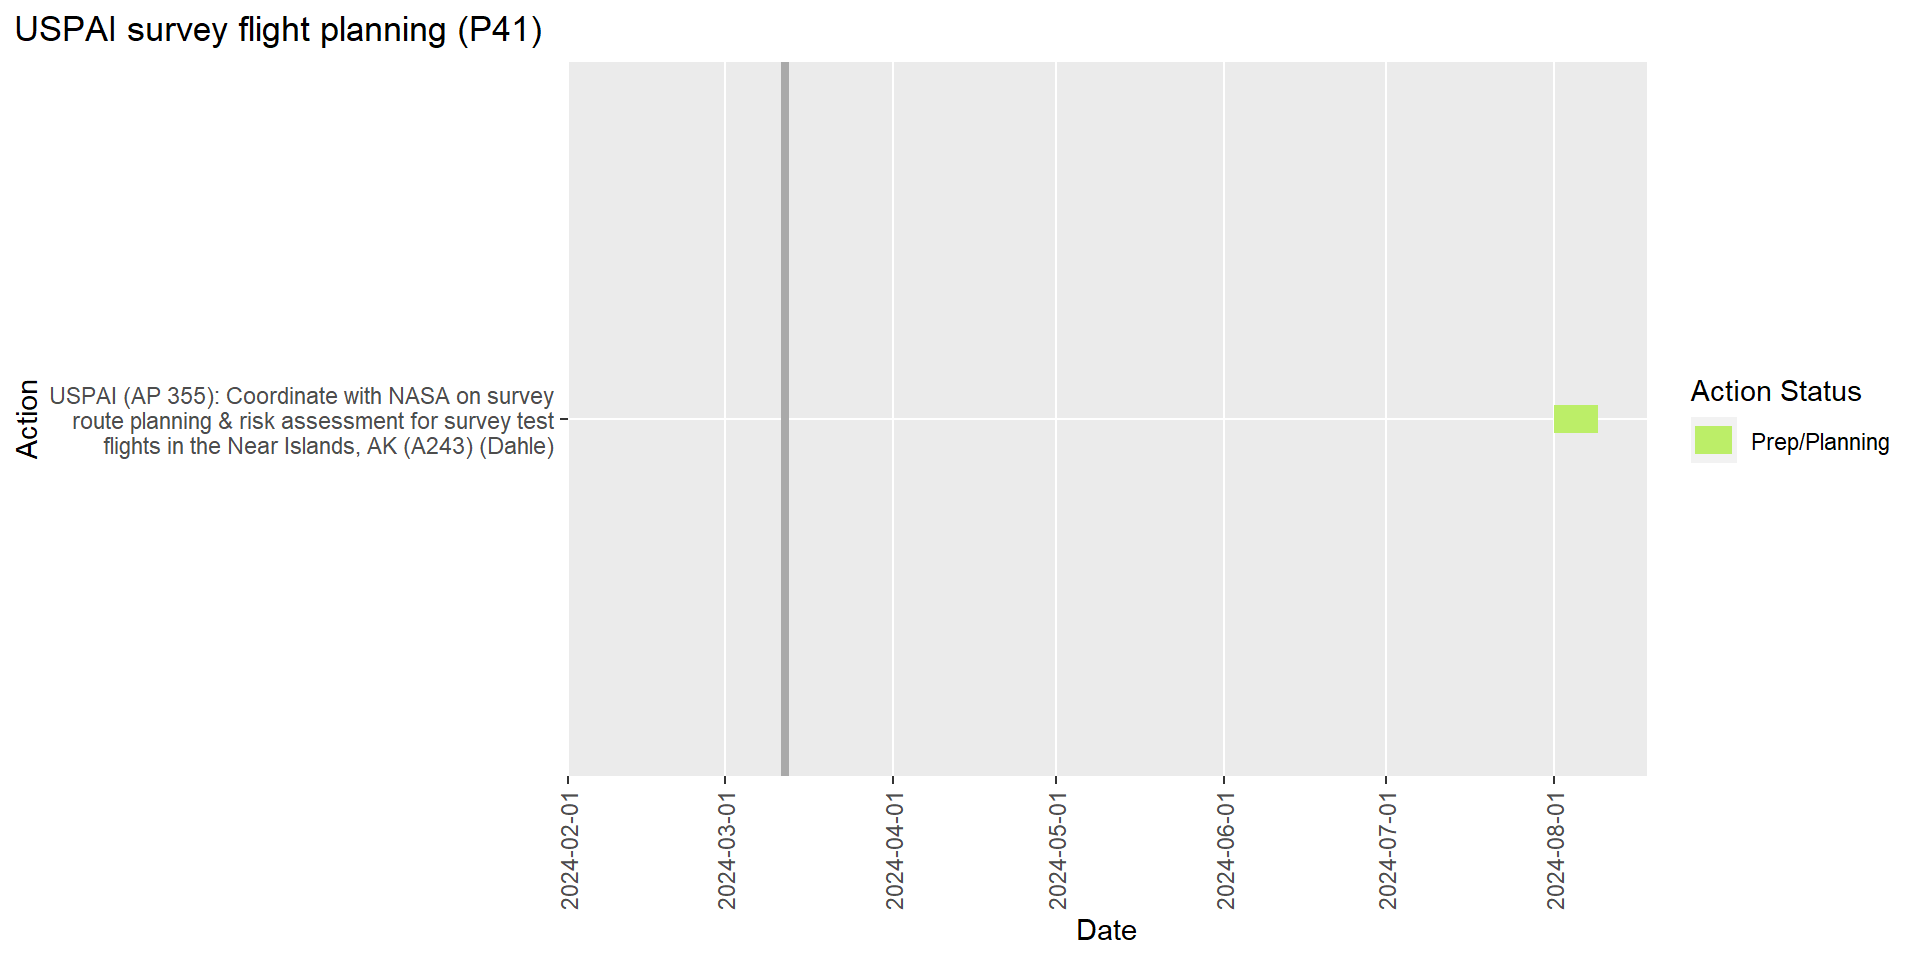 USPAI survey flight planning (P41)
Action
USPAI (AP 355): Coordinate with NASA on survey
route planning & risk assessment for survey test
flights in the Near Islands, AK (A243) (Dahle)
2024-02-01
2024-03-01
2024-04-01
2024-05-01
2024-06-01
2024-07-01
2024-08-01
Date
Action Status
Prep/Planning